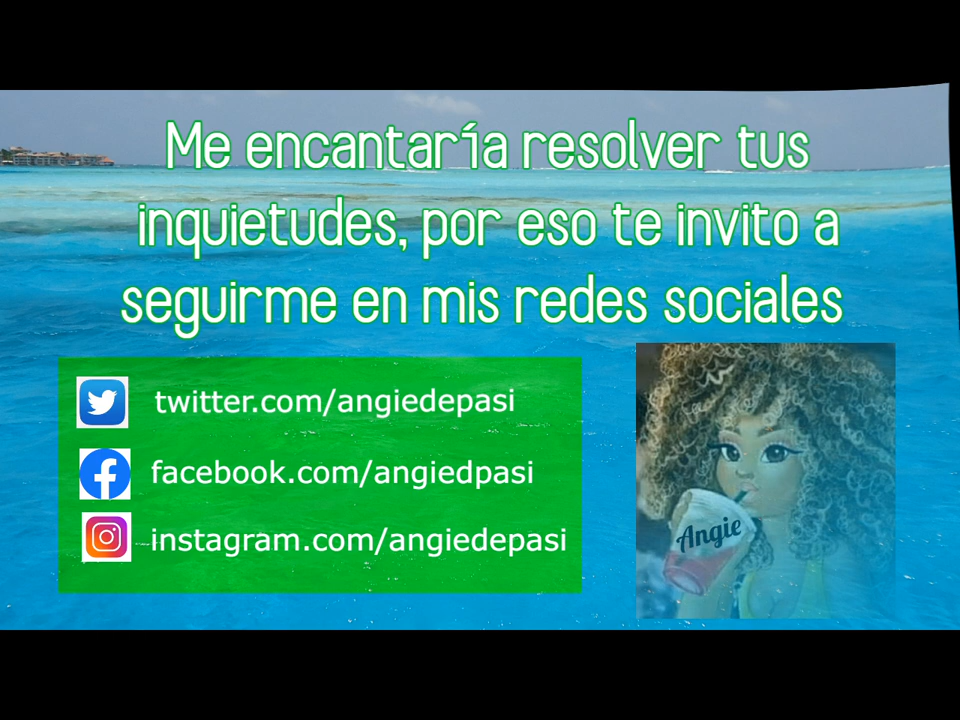 Me encantaría resolver tus
inquietudes, por eso te invito a
seguirme en mis redes sociales
twitter.com/angiedepasi
facebook.com/angiedpasi
instagram.com/angiedepasi
Angie